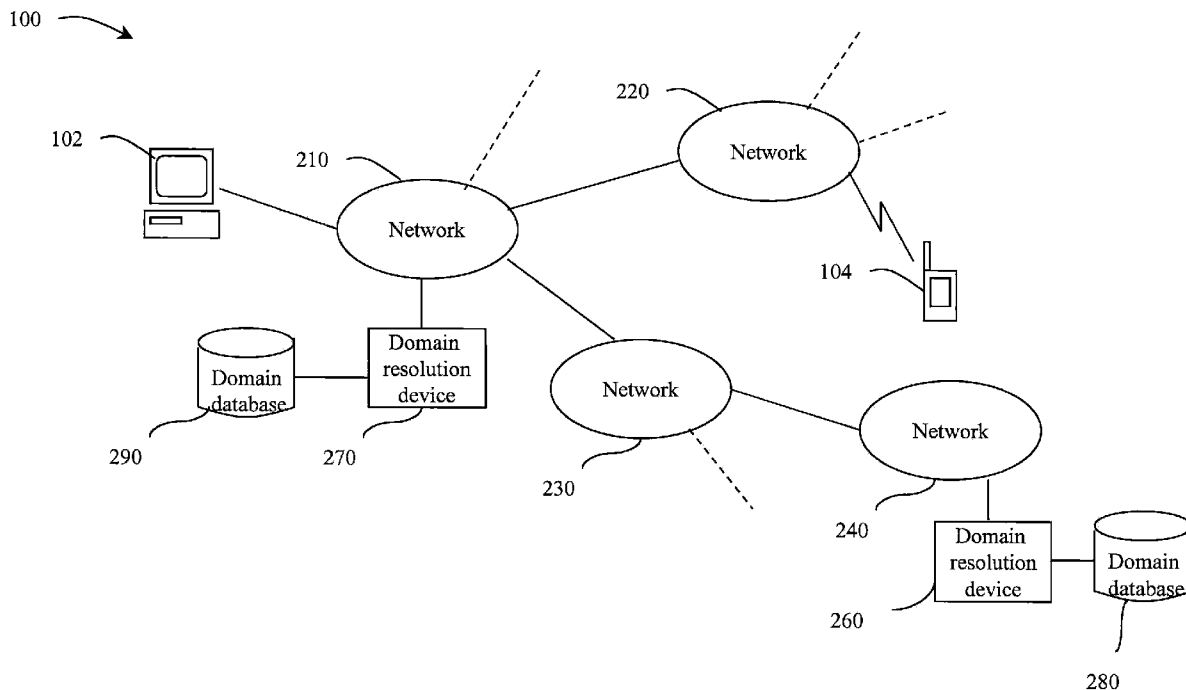 100
220
102
210
Network
Network
104
Domain
resolution
device
Domain
database
Network
Network
290
270
230
240
Domain
resolution
device
Domain
database
260
280